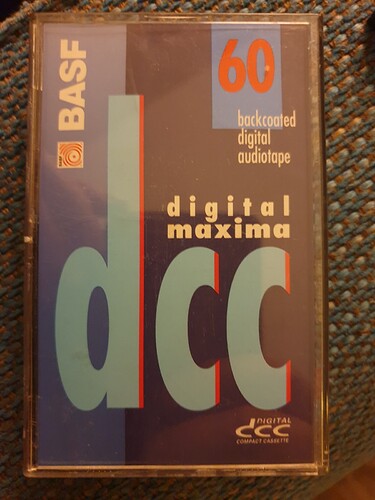 BASF
60
backcoated
digital
audiotape
digital
maxima
dcc
DIGITAL
dcc
COMPACT CASSETTE